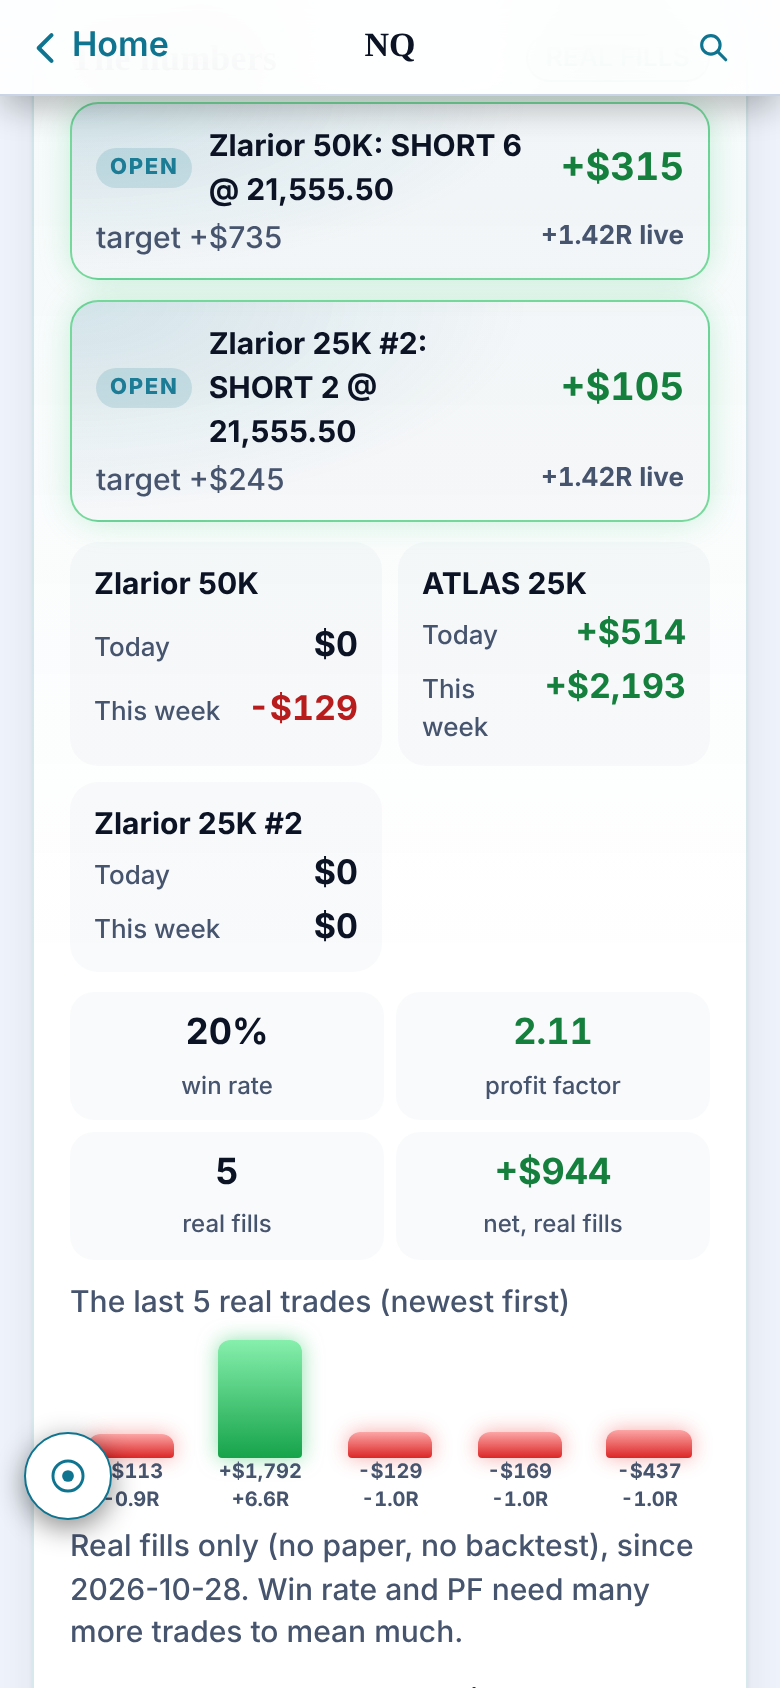 Home
NQ
The numbers
OPEN
Zlarior 50K: SHORT 6
@ 21,555.50
+$315
target +$735
+1.42R live
OPEN
Zlarior 25K #2:
SHORT 2 @
21,555.50
+$105
target +$245
+1.42R live
Zlarior 50K
Today
$0
This week
-$129
ATLAS 25K
Today
+$514
This
week
+$2,193
Zlarior 25K #2
Today
$0
This week
$0
20%
win rate
2.11
profit factor
5
real fills
+$944
net, real fills
The last 5 real trades (newest first)
$113
+$1,792
-$129
-$169
-$437
-0.9R
+6.6R
-1.0R
-1.0R
-1.0R
Real fills only (no paper, no backtest), since
2026-10-28. Win rate and PF need many
more trades to mean much.